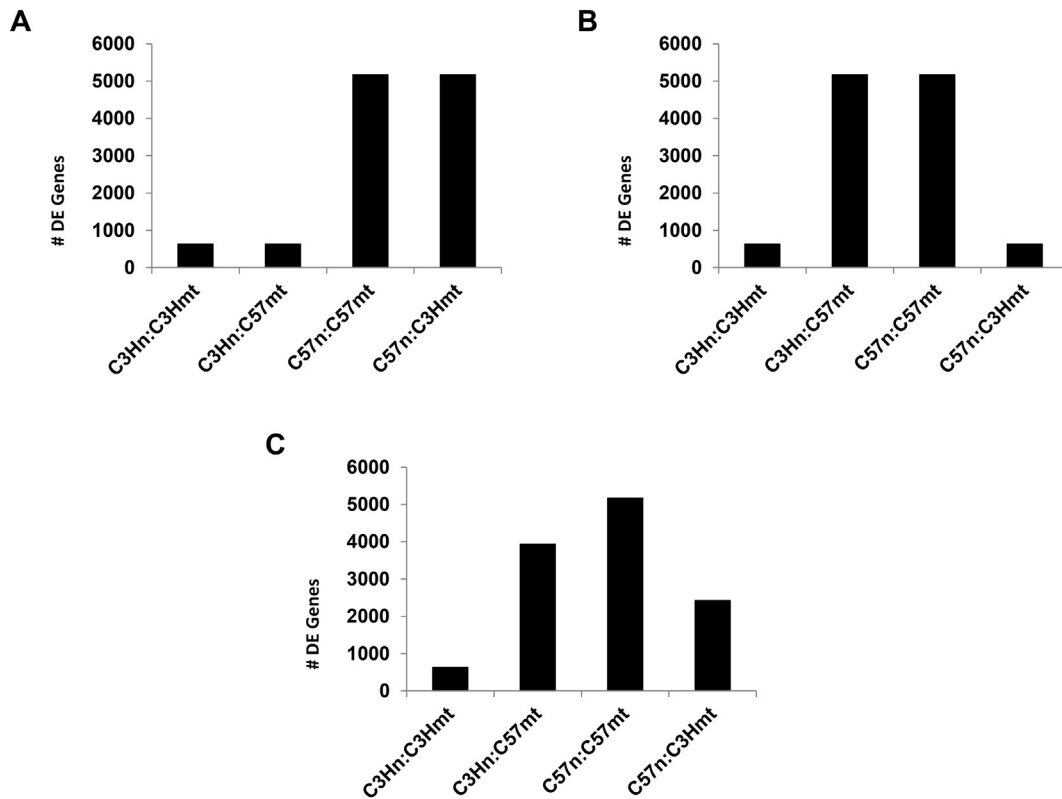 A
# DE Genes
6000
5000
4000
3000
2000
1000
0
C3Hn:C3Hmt
C3Hn:C57mt
C57n:C57mt
C57n:C3Hmt
B
# DE Genes
6000
5000
4000
3000
2000
1000
0
C3Hn:C3Hmt
C3Hn:C57mt
C57n:C57mt
C57n:C3Hmt
C
# DE Genes
6000
5000
4000
3000
2000
1000
0
C3Hn:C3Hmt
C3Hn:C57mt
C57n:C57mt
C57n:C3Hmt